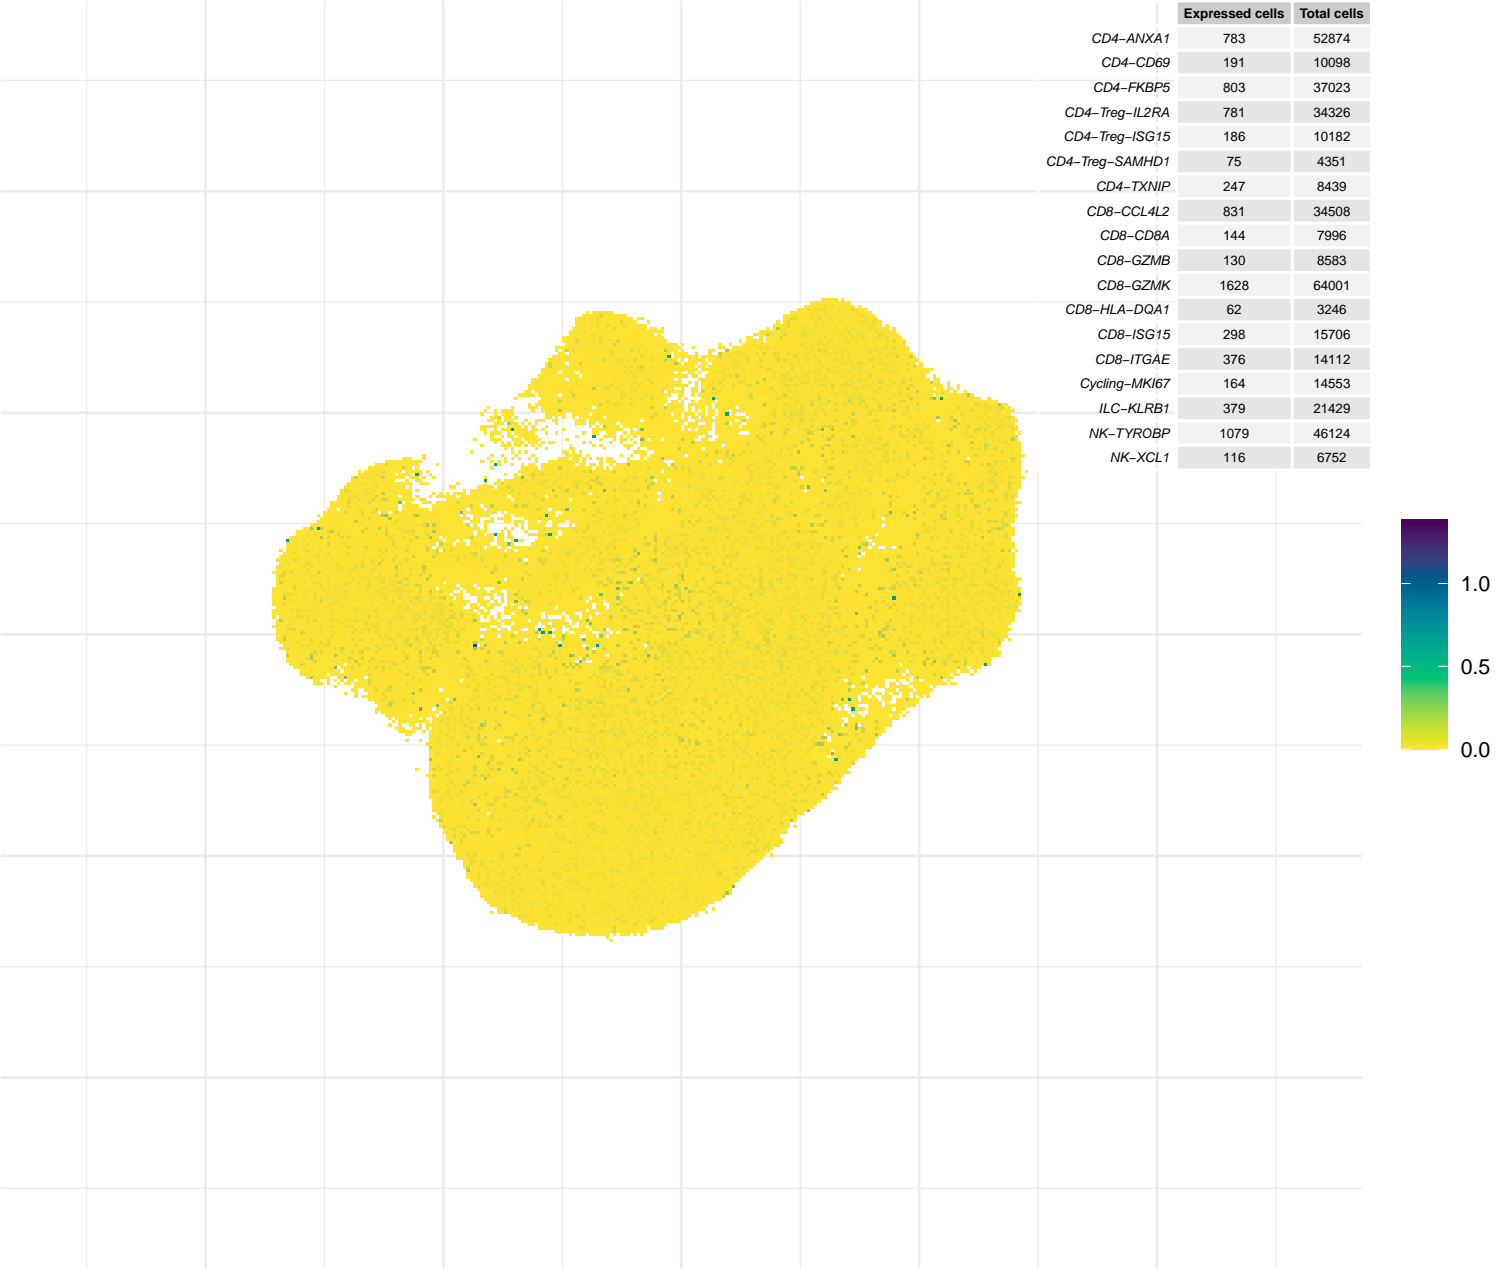 Expressed cells Total cells
CD4−ANXA1 783 52874
CD4−CD69 191 10098
CD4−FKBP5 803 37023
CD4−Treg−IL2RA 781 34326
CD4−Treg−ISG15 186 10182
CD4−Treg−SAMHD1 75 4351
CD4−TXNIP 247 8439
CD8−CCL4L2 831 34508
CD8−CD8A 144 7996
CD8−GZMB 130 8583
CD8−GZMK 1628 64001
CD8−HLA−DQA1 62 3246
CD8−ISG15 298 15706
CD8−ITGAE 376 14112
Cycling−MKI67 164 14553
ILC−KLRB1 379 21429
NK−TYROBP 1079 46124
NK−XCL1 116 6752
1.0
0.5
0.0